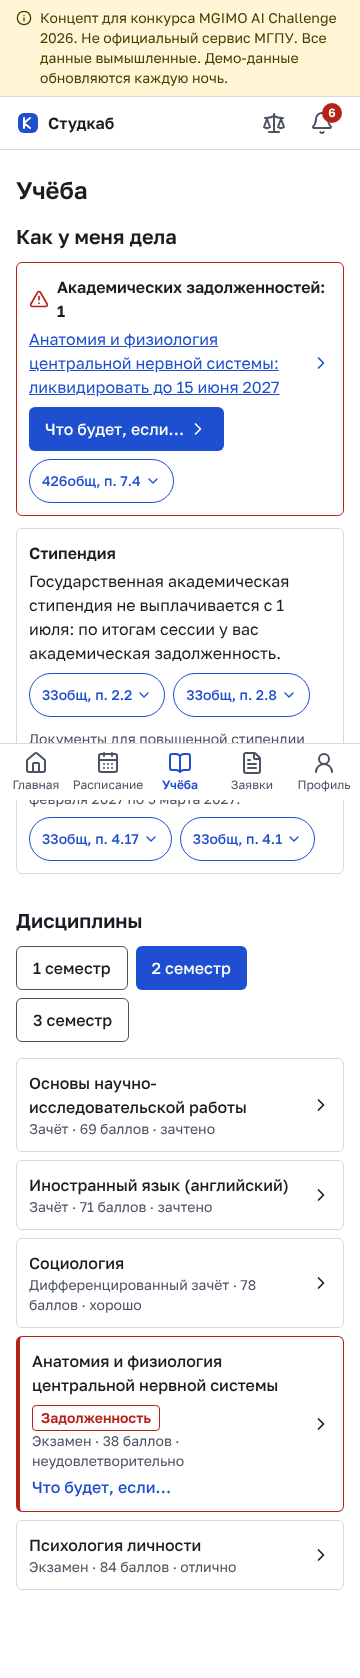 Концепт для конкурса MGIMO AI Challenge
2026. Не официальный сервис МГПУ. Все
данные вымышленные. Демо-данные
обновляются каждую ночь.
Студкаб
6
Учёба
Как у меня дела
Академических задолженностей:
1
Анатомия и физиология
центральной нервной системы:
ликвидировать до 15 июня 2027
Что будет, если...
426общ, п. 7.4
Стипендия
Государственная академическая
стипендия не выплачивается с 1
июля: по итогам сессии у вас
академическая задолженность.
33общ, п. 2.2
33общ, п. 2.8
Документы для повышенной стипендии
Главная
Расписание
Учёба
Заявки
Профиль
февраля 2027 по 5 марта 2027.
33общ, п. 4.17
33общ, п. 4.1
Дисциплины
1 семестр
2 семестр
3 семестр
Основы научно-
исследовательской работы
Зачёт · 69 баллов · зачтено
Иностранный язык (английский)
Зачёт · 71 баллов · зачтено
Социология
Дифференцированный зачёт · 78
баллов · хорошо
Анатомия и физиология
центральной нервной системы
Задолженность
Экзамен · 38 баллов ·
неудовлетворительно
Что будет, если...
Психология личности
Экзамен · 84 баллов · отлично